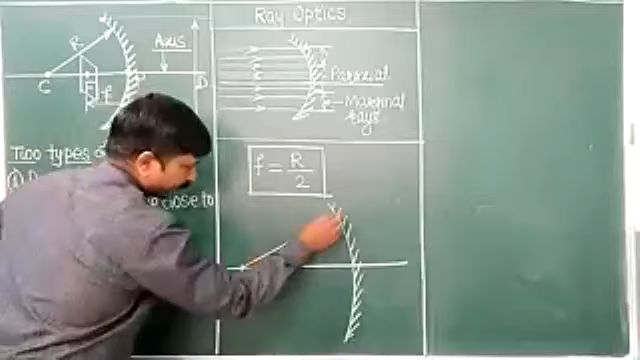 Ray Optics
R
Axis
C
F
f
P
D
Paraxial
Marginal
rays
Two types
close to
f = R/2